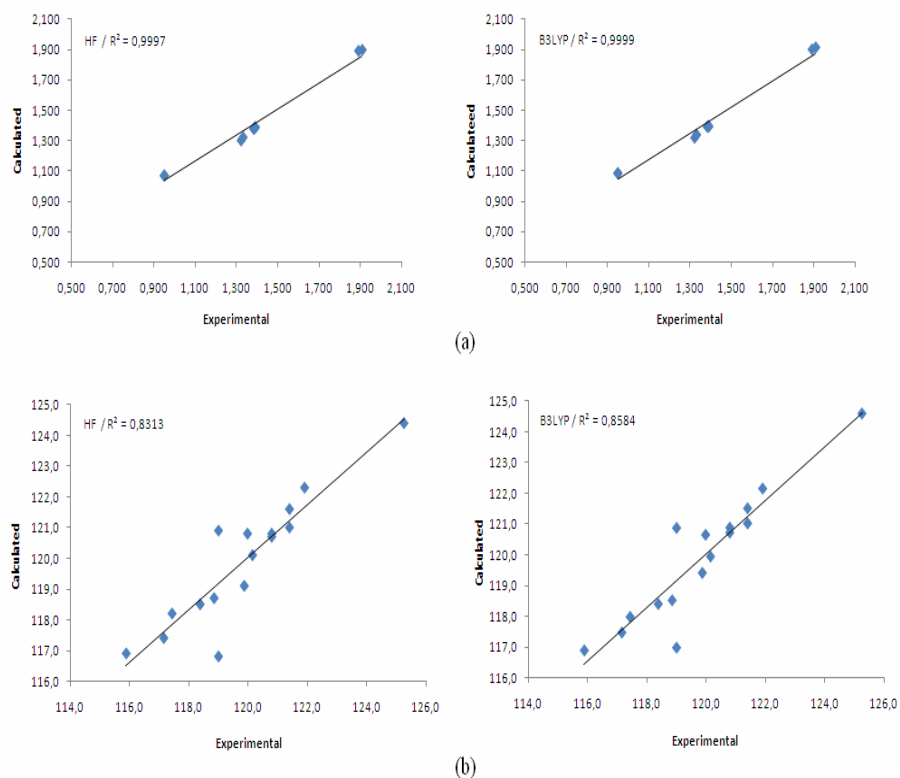 HF / R² = 0,9997
2,100
1,900
1,700
1,500
1,300
1,100
0,900
0,700
0,500
Calculated
0,500 0,700 0,900 1,100 1,300 1,500 1,700 1,900 2,100
Experimental
B3LYP / R² = 0,9999
2,100
1,900
1,700
1,500
1,300
1,100
0,900
0,700
0,500
Calculateed
0,500 0,700 0,900 1,100 1,300 1,500 1,700 1,900 2,100
Experimental
(a)
HF / R² = 0,8313
125,0
124,0
123,0
122,0
121,0
120,0
119,0
118,0
117,0
116,0
Calculated
114,0 116,0 118,0 120,0 122,0 124,0 126,0
Experimental
B3LYP / R² = 0,8584
125,0
124,0
123,0
122,0
121,0
120,0
119,0
118,0
117,0
116,0
Calculated
114,0 116,0 118,0 120,0 122,0 124,0 126,0
Experimental
(b)